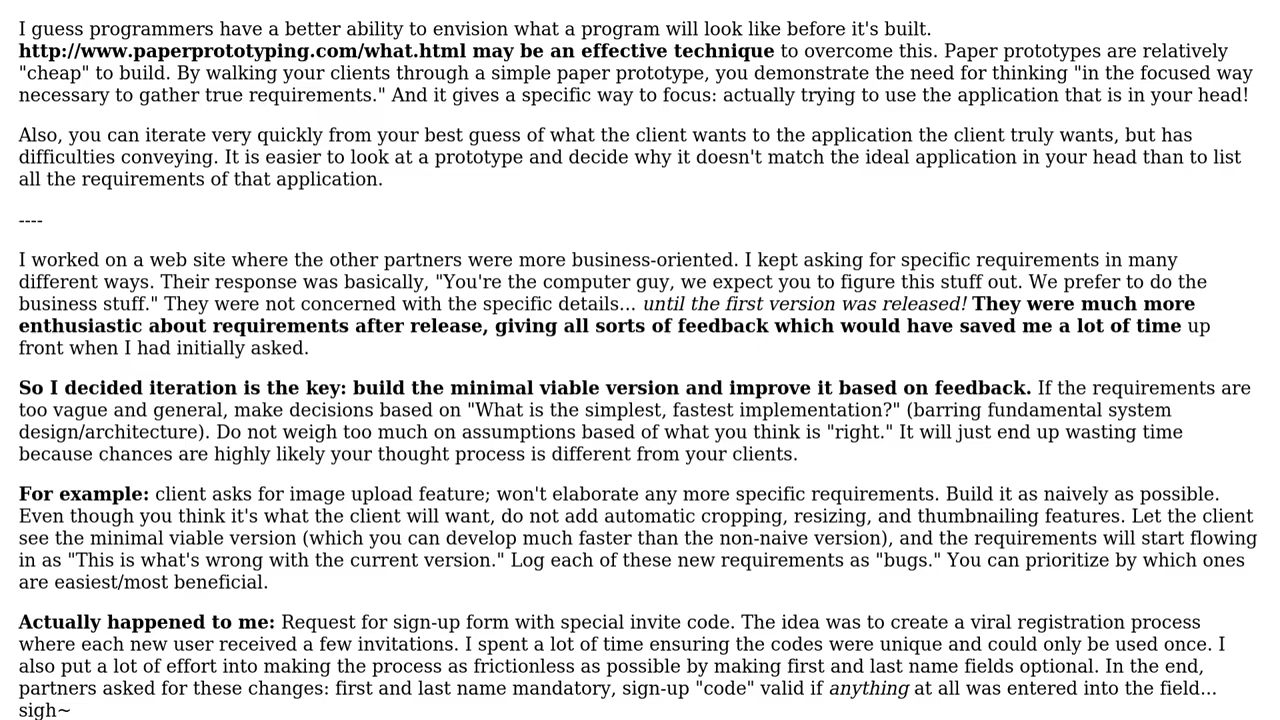 I guess programmers have a better ability to envision what a program will look like before it's built.
http://www.paperprototyping.com/what.html may be an effective technique to overcome this. Paper prototypes are relatively
"cheap" to build. By walking your clients through a simple paper prototype, you demonstrate the need for thinking "in the focused way
necessary to gather true requirements." And it gives a specific way to focus: actually trying to use the application that is in your head!
Also, you can iterate very quickly from your best guess of what the client wants to the application the client truly wants, but has
difficulties conveying. It is easier to look at a prototype and decide why it doesn't match the ideal application in your head than to list
all the requirements of that application.
----
I worked on a web site where the other partners were more business-oriented. I kept asking for specific requirements in many
different ways. Their response was basically, "You're the computer guy, we expect you to figure this stuff out. We prefer to do the
business stuff." They were not concerned with the specific details... until the first version was released! They were much more
enthusiastic about requirements after release, giving all sorts of feedback which would have saved me a lot of time up
front when I had initially asked.
So I decided iteration is the key: build the minimal viable version and improve it based on feedback. If the requirements are
too vague and general, make decisions based on "What is the simplest, fastest implementation?" (barring fundamental system
design/architecture). Do not weigh too much on assumptions based of what you think is "right." It will just end up wasting time
because chances are highly likely your thought process is different from your clients.
For example: client asks for image upload feature; won't elaborate any more specific requirements. Build it as naively as possible.
Even though you think it's what the client will want, do not add automatic cropping, resizing, and thumbnailing features. Let the client
see the minimal viable version (which you can develop much faster than the non-naive version), and the requirements will start flowing
in as "This is what's wrong with the current version." Log each of these new requirements as "bugs." You can prioritize by which ones
are easiest/most beneficial.
Actually happened to me: Request for sign-up form with special invite code. The idea was to create a viral registration process
where each new user received a few invitations. I spent a lot of time ensuring the codes were unique and could only be used once. I
also put a lot of effort into making the process as frictionless as possible by making first and last name fields optional. In the end,
partners asked for these changes: first and last name mandatory, sign-up "code" valid if anything at all was entered into the field...
sigh~